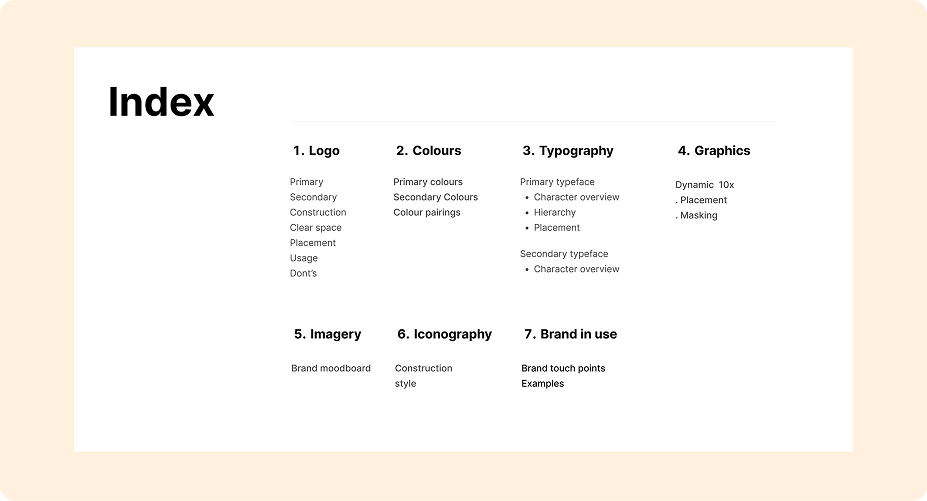 Index
1. Logo
Primary
Secondary
Construction
Clear space
Placement
Usage
Dont's
2. Colours
Primary colours
Secondary Colours
Colour pairings
3. Typography
Primary typeface
• Character overview
• Hierarchy
• Placement
Secondary typeface
• Character overview
4. Graphics
Dynamic 10x
. Placement
. Masking
5. Imagery
Brand moodboard
6. Iconography
Construction
style
7. Brand in use
Brand touch points
Examples